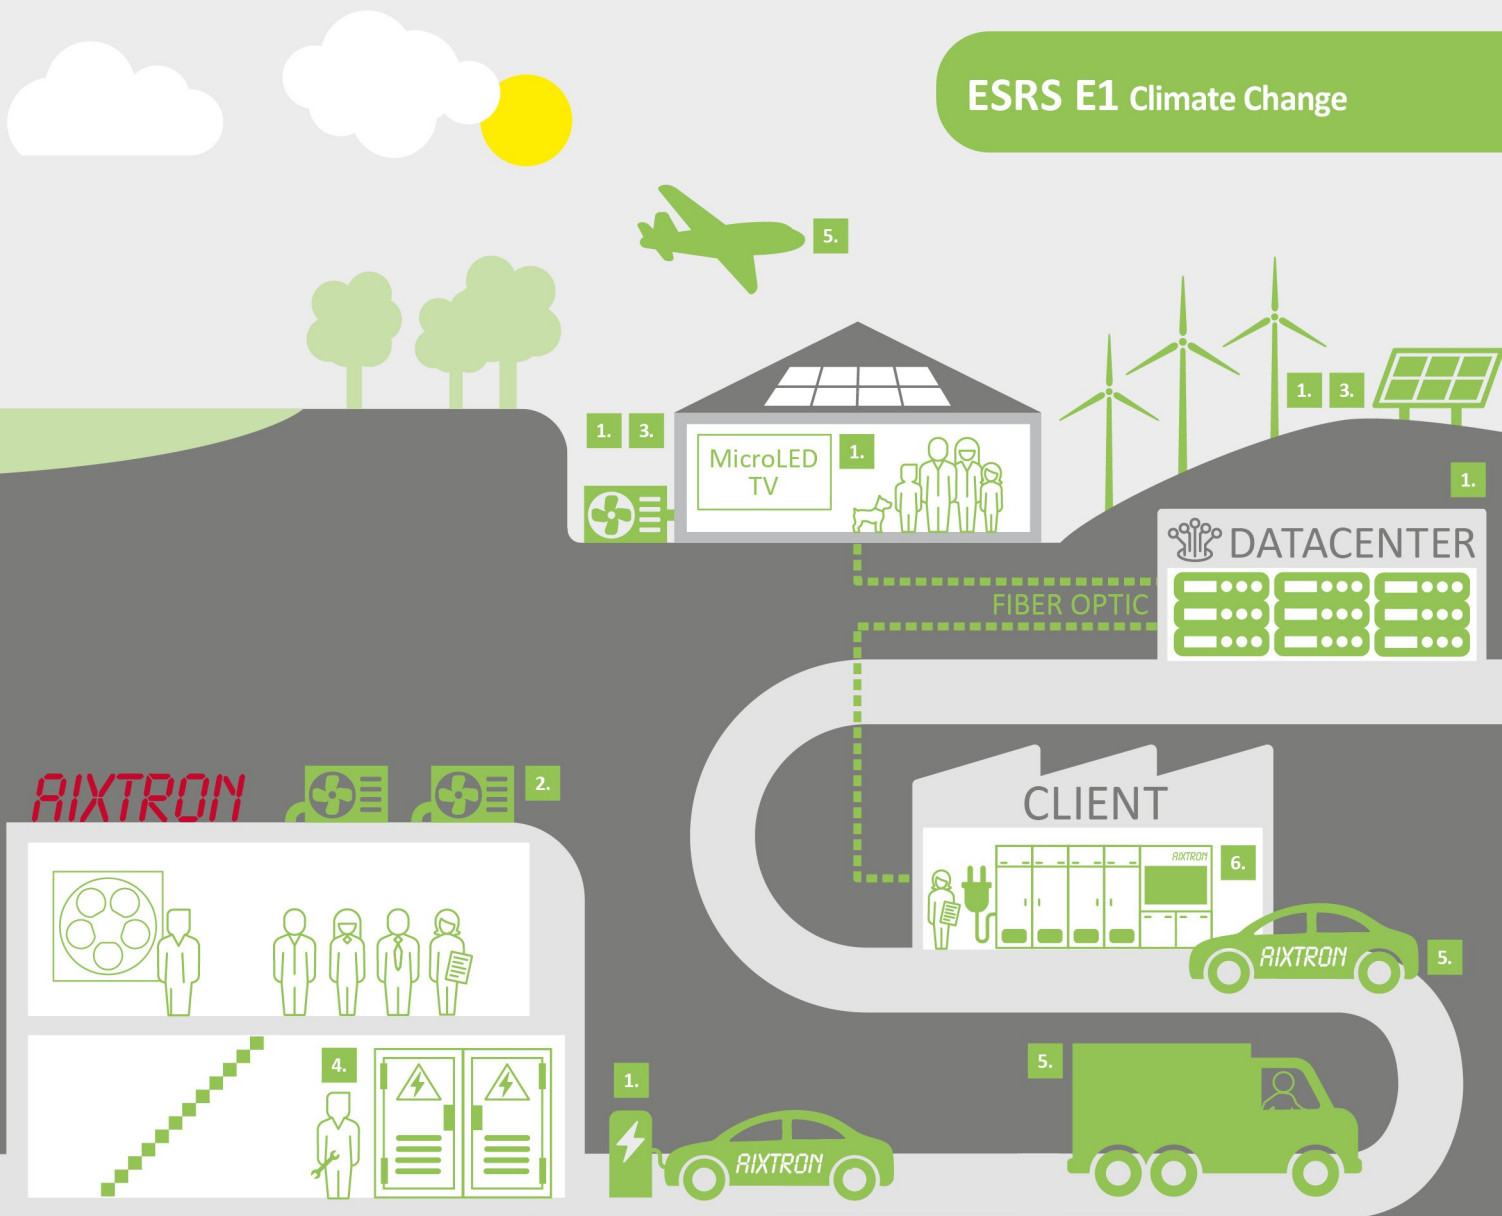 ESRS E1 Climate Change
5.
1. 3.
1. 3.
MicroLED
TV
1.
1.
DATACENTER
FIBER OPTIC
AIXTRON
2.
CLIENT
AIXTRON
6.
AIXTRON
5.
4.
1.
5.
AIXTRON